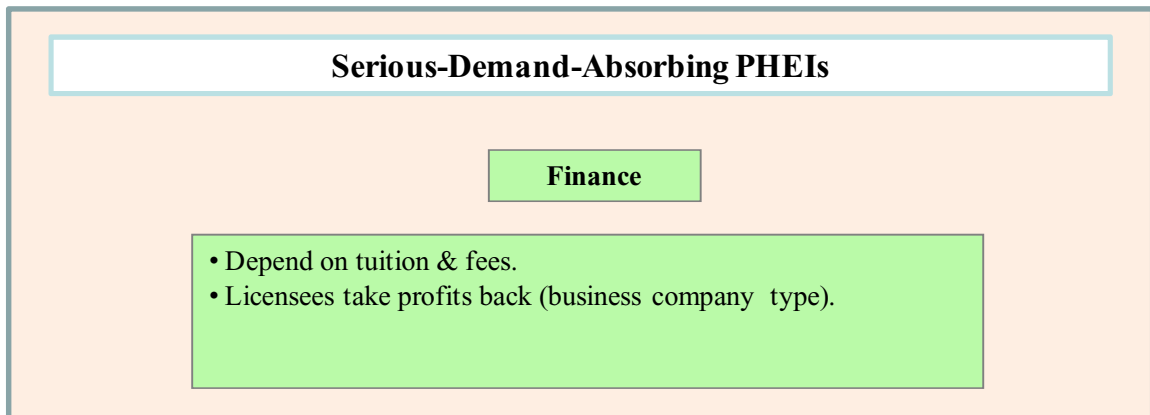 Serious-Demand-Absorbing PHEIs
Finance
• Depend on tuition & fees.
• Licensees take profits back (business company type).